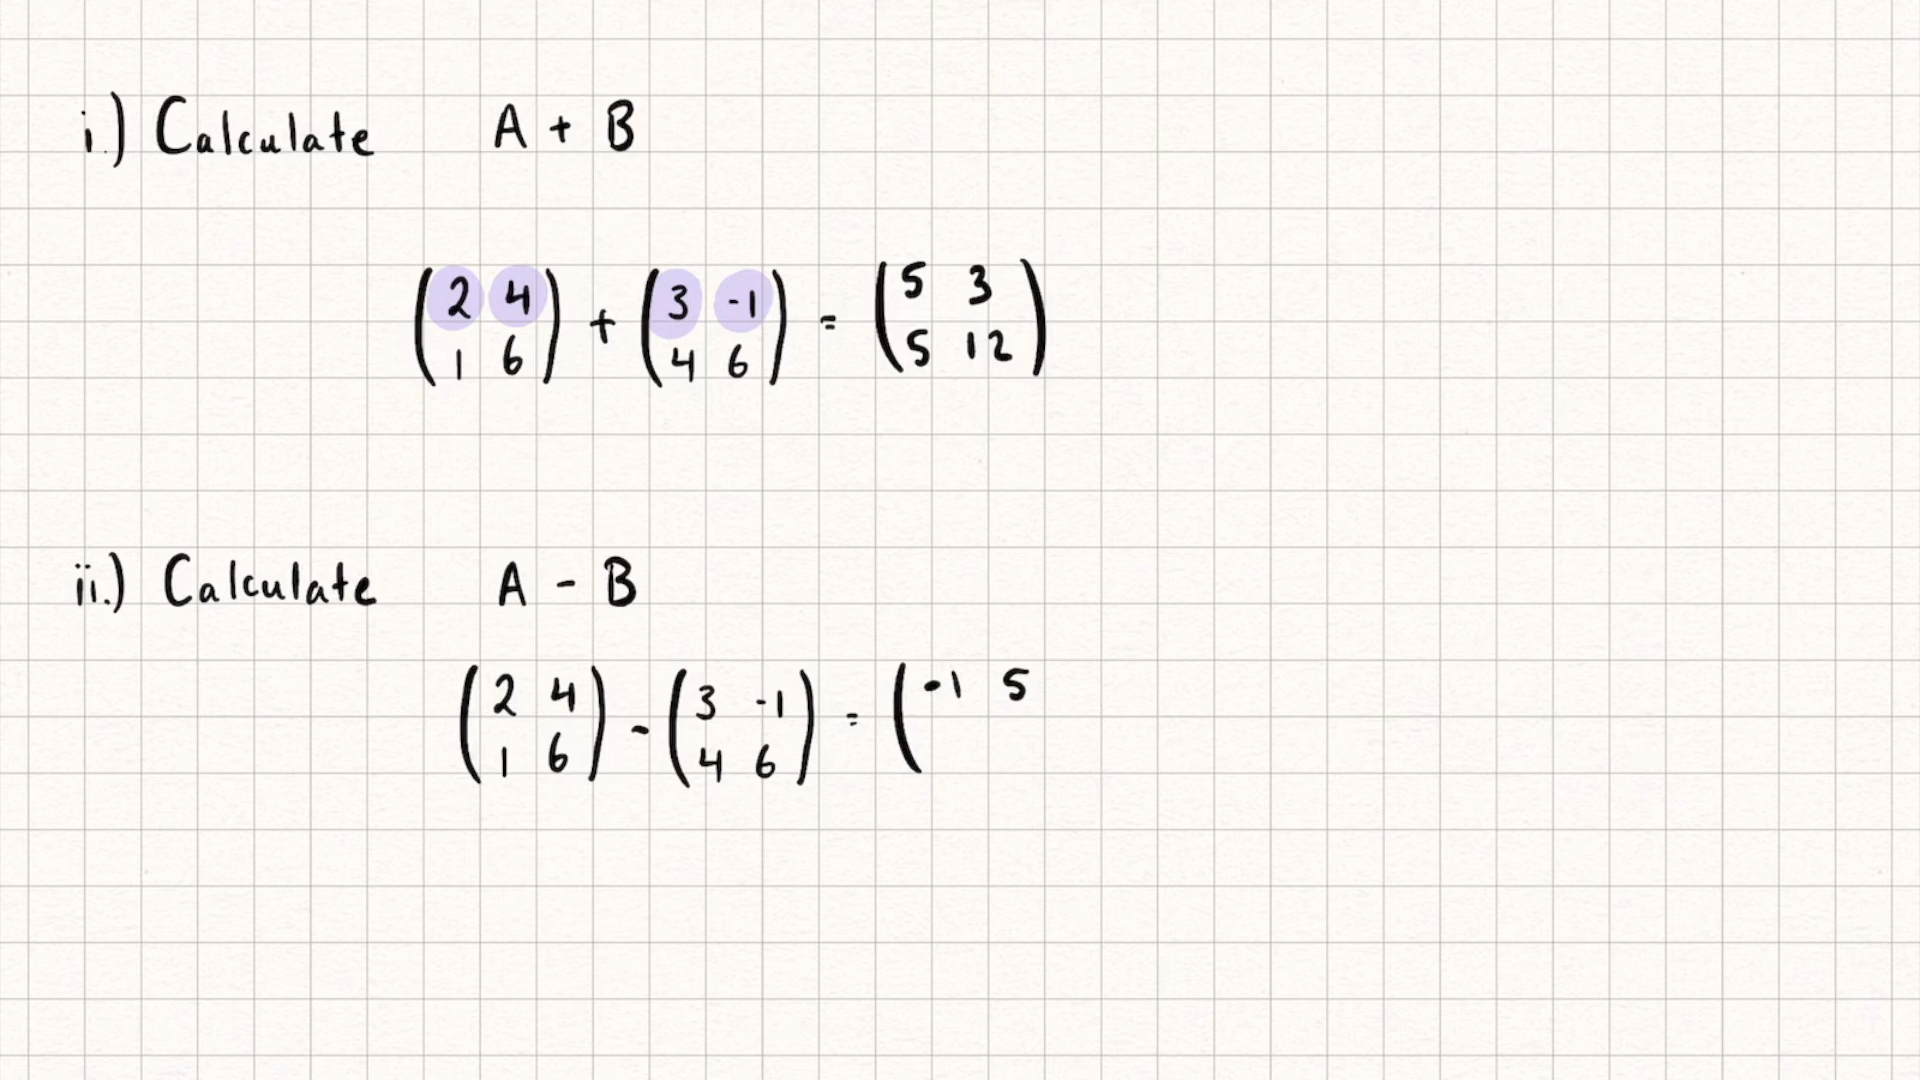 i.) Calculate A + B
(2 4) + (3 -1) = (5 3)
(1 6) (4 6) (5 12)
ii.) Calculate A - B
(2 4) - (3 -1) = (-1 5
(1 6) (4 6)